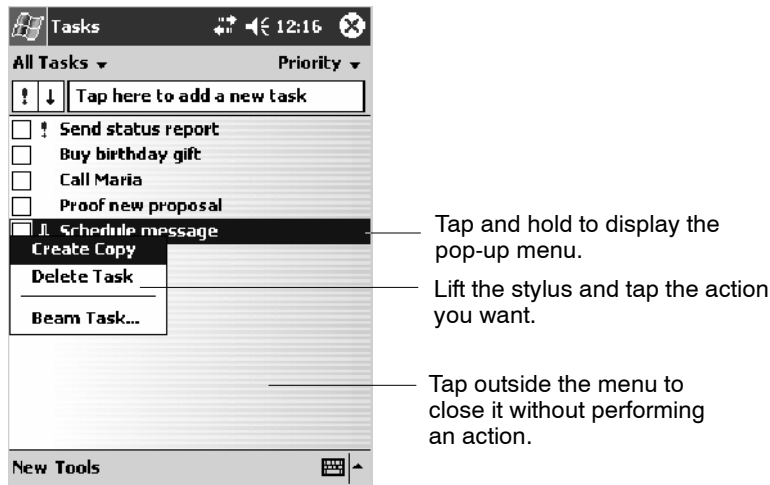 Tasks 12:16
All Tasks Priority
! ↓ Tap here to add a new task
! Send status report
Buy birthday gift
Call Maria
Proof new proposal
Schedule message
Create Copy
Delete Task
Beam Task...
New Tools
Tap and hold to display the
pop-up menu.
Lift the stylus and tap the action
you want.
Tap outside the menu to
close it without performing
an action.